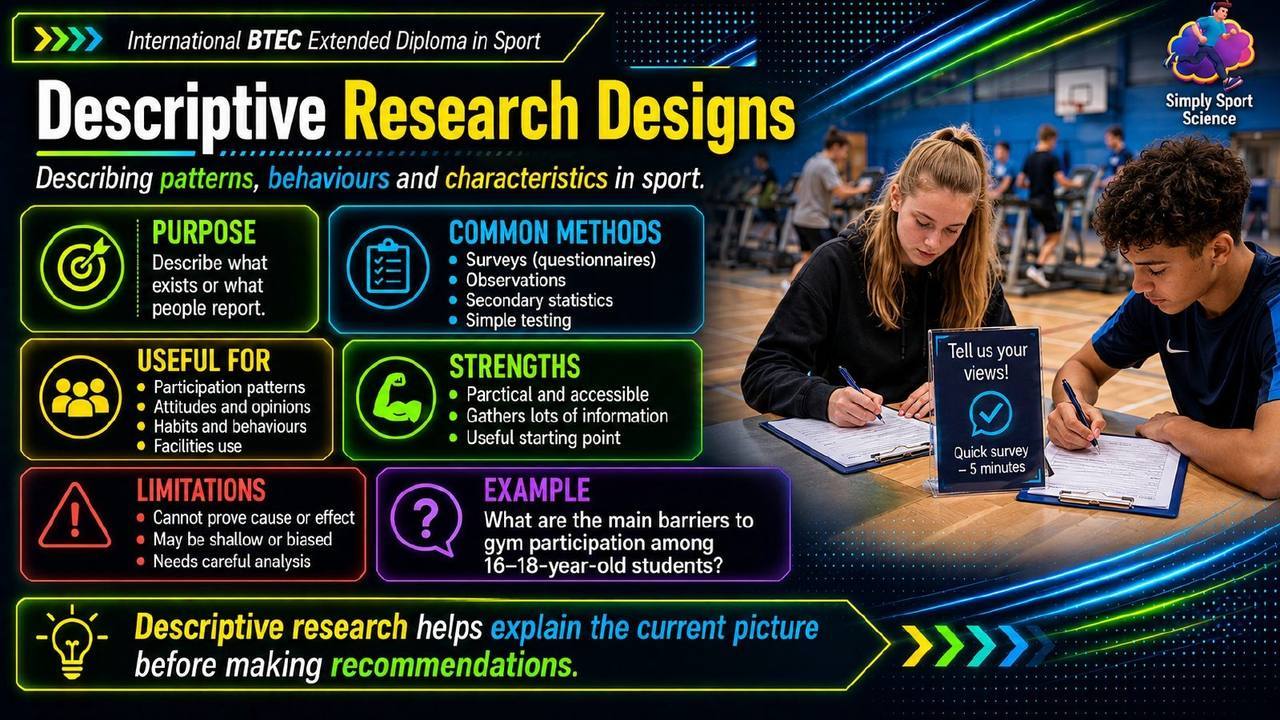 International BTEC Extended Diploma in Sport
Simply Sport
Science
Descriptive Research Designs
Describing patterns, behaviours and characteristics in sport.
PURPOSE
Describe what
exists or what
people report.
COMMON METHODS
Surveys (questionnaires)
Observations
Secondary statistics
Simple testing
USEFUL FOR
Participation patterns
Attitudes and opinions
Habits and behaviours
Facilities use
STRENGTHS
Parctical and accessible
Gathers lots of information
Useful starting point
LIMITATIONS
Cannot prove cause or effect
May be shallow or biased
Needs careful analysis
EXAMPLE
What are the main barriers to
gym participation among
16–18-year-old students?
Tell us your
views!
Quick survey
– 5 minutes
Descriptive research helps explain the current picture
before making recommendations.